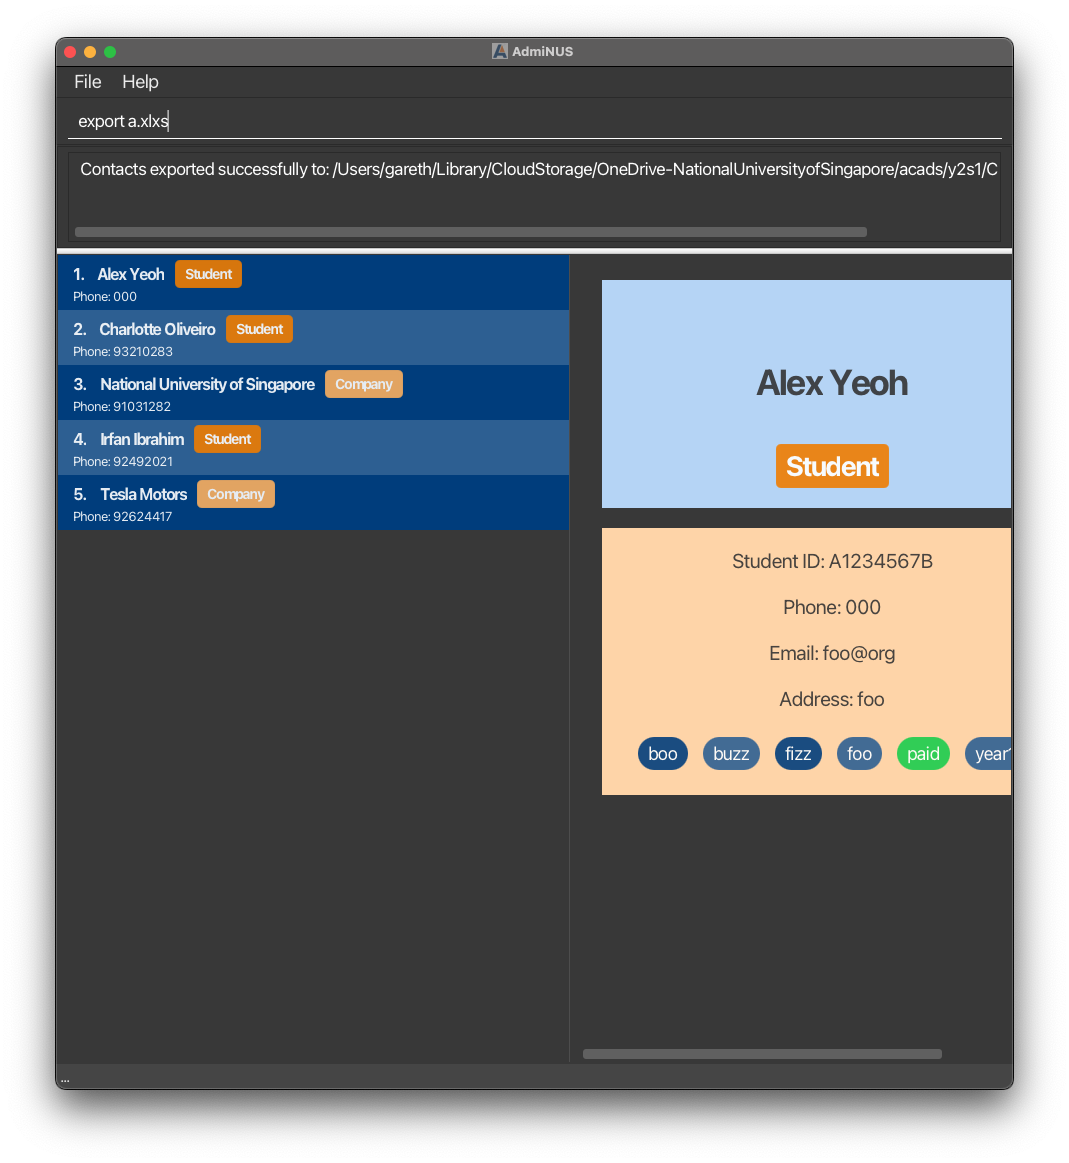 AdmiNUS
File Help
export a.xlxs
Contacts exported successfully to: /Users/gareth/Library/CloudStorage/OneDrive-NationalUniversityofSingapore/acads/y2s1/C
1. Alex Yeoh Student
Phone: 000
2. Charlotte Oliveiro Student
Phone: 93210283
3. National University of Singapore Company
Phone: 91031282
4. Irfan Ibrahim Student
Phone: 92492021
5. Tesla Motors Company
Phone: 92624417
Alex Yeoh
Student
Student ID: A1234567B
Phone: 000
Email: foo@org
Address: foo
boo buzz fizz foo paid year
...